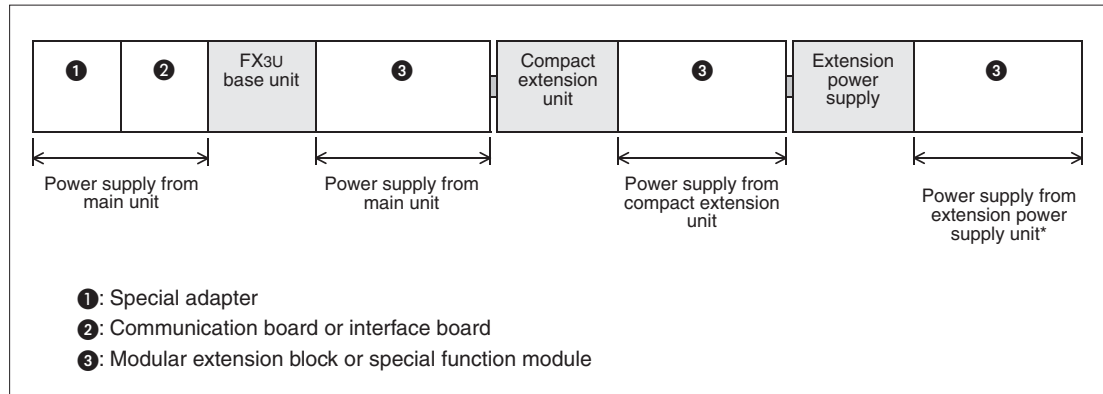 ❶
❷
FX3U
base unit
❸
Compact
extension
unit
❸
Extension
power
supply
❸
Power supply from
main unit
Power supply from
main unit
Power supply from
compact extension
unit
Power supply from
extension power
supply unit*
❶: Special adapter
❷: Communication board or interface board
❸: Modular extension block or special function module